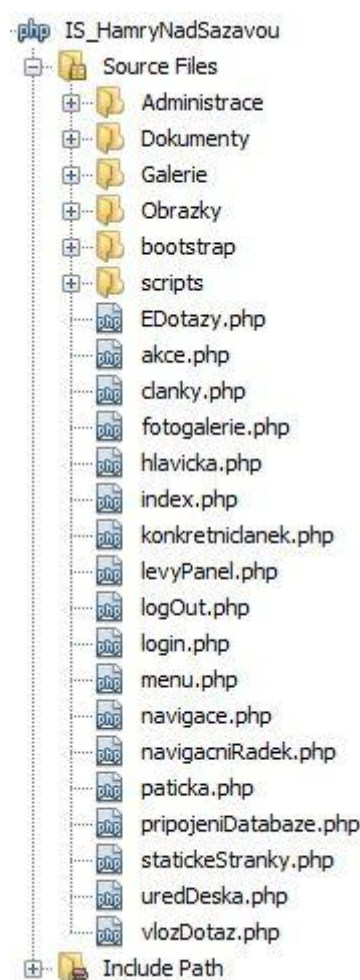 IS_HamryNadSazavou
Source Files
Administrace
Dokumenty
Galerie
Obrazky
bootstrap
scripts
EDotazy.php
akce.php
clanky.php
fotogalerie.php
hlavicka.php
index.php
konkretniclanek.php
levyPanel.php
logOut.php
login.php
menu.php
navigace.php
navigacniRadek.php
paticka.php
pripojeniDatabaze.php
statickeStranky.php
uredDeska.php
vlozDotaz.php
Include Path